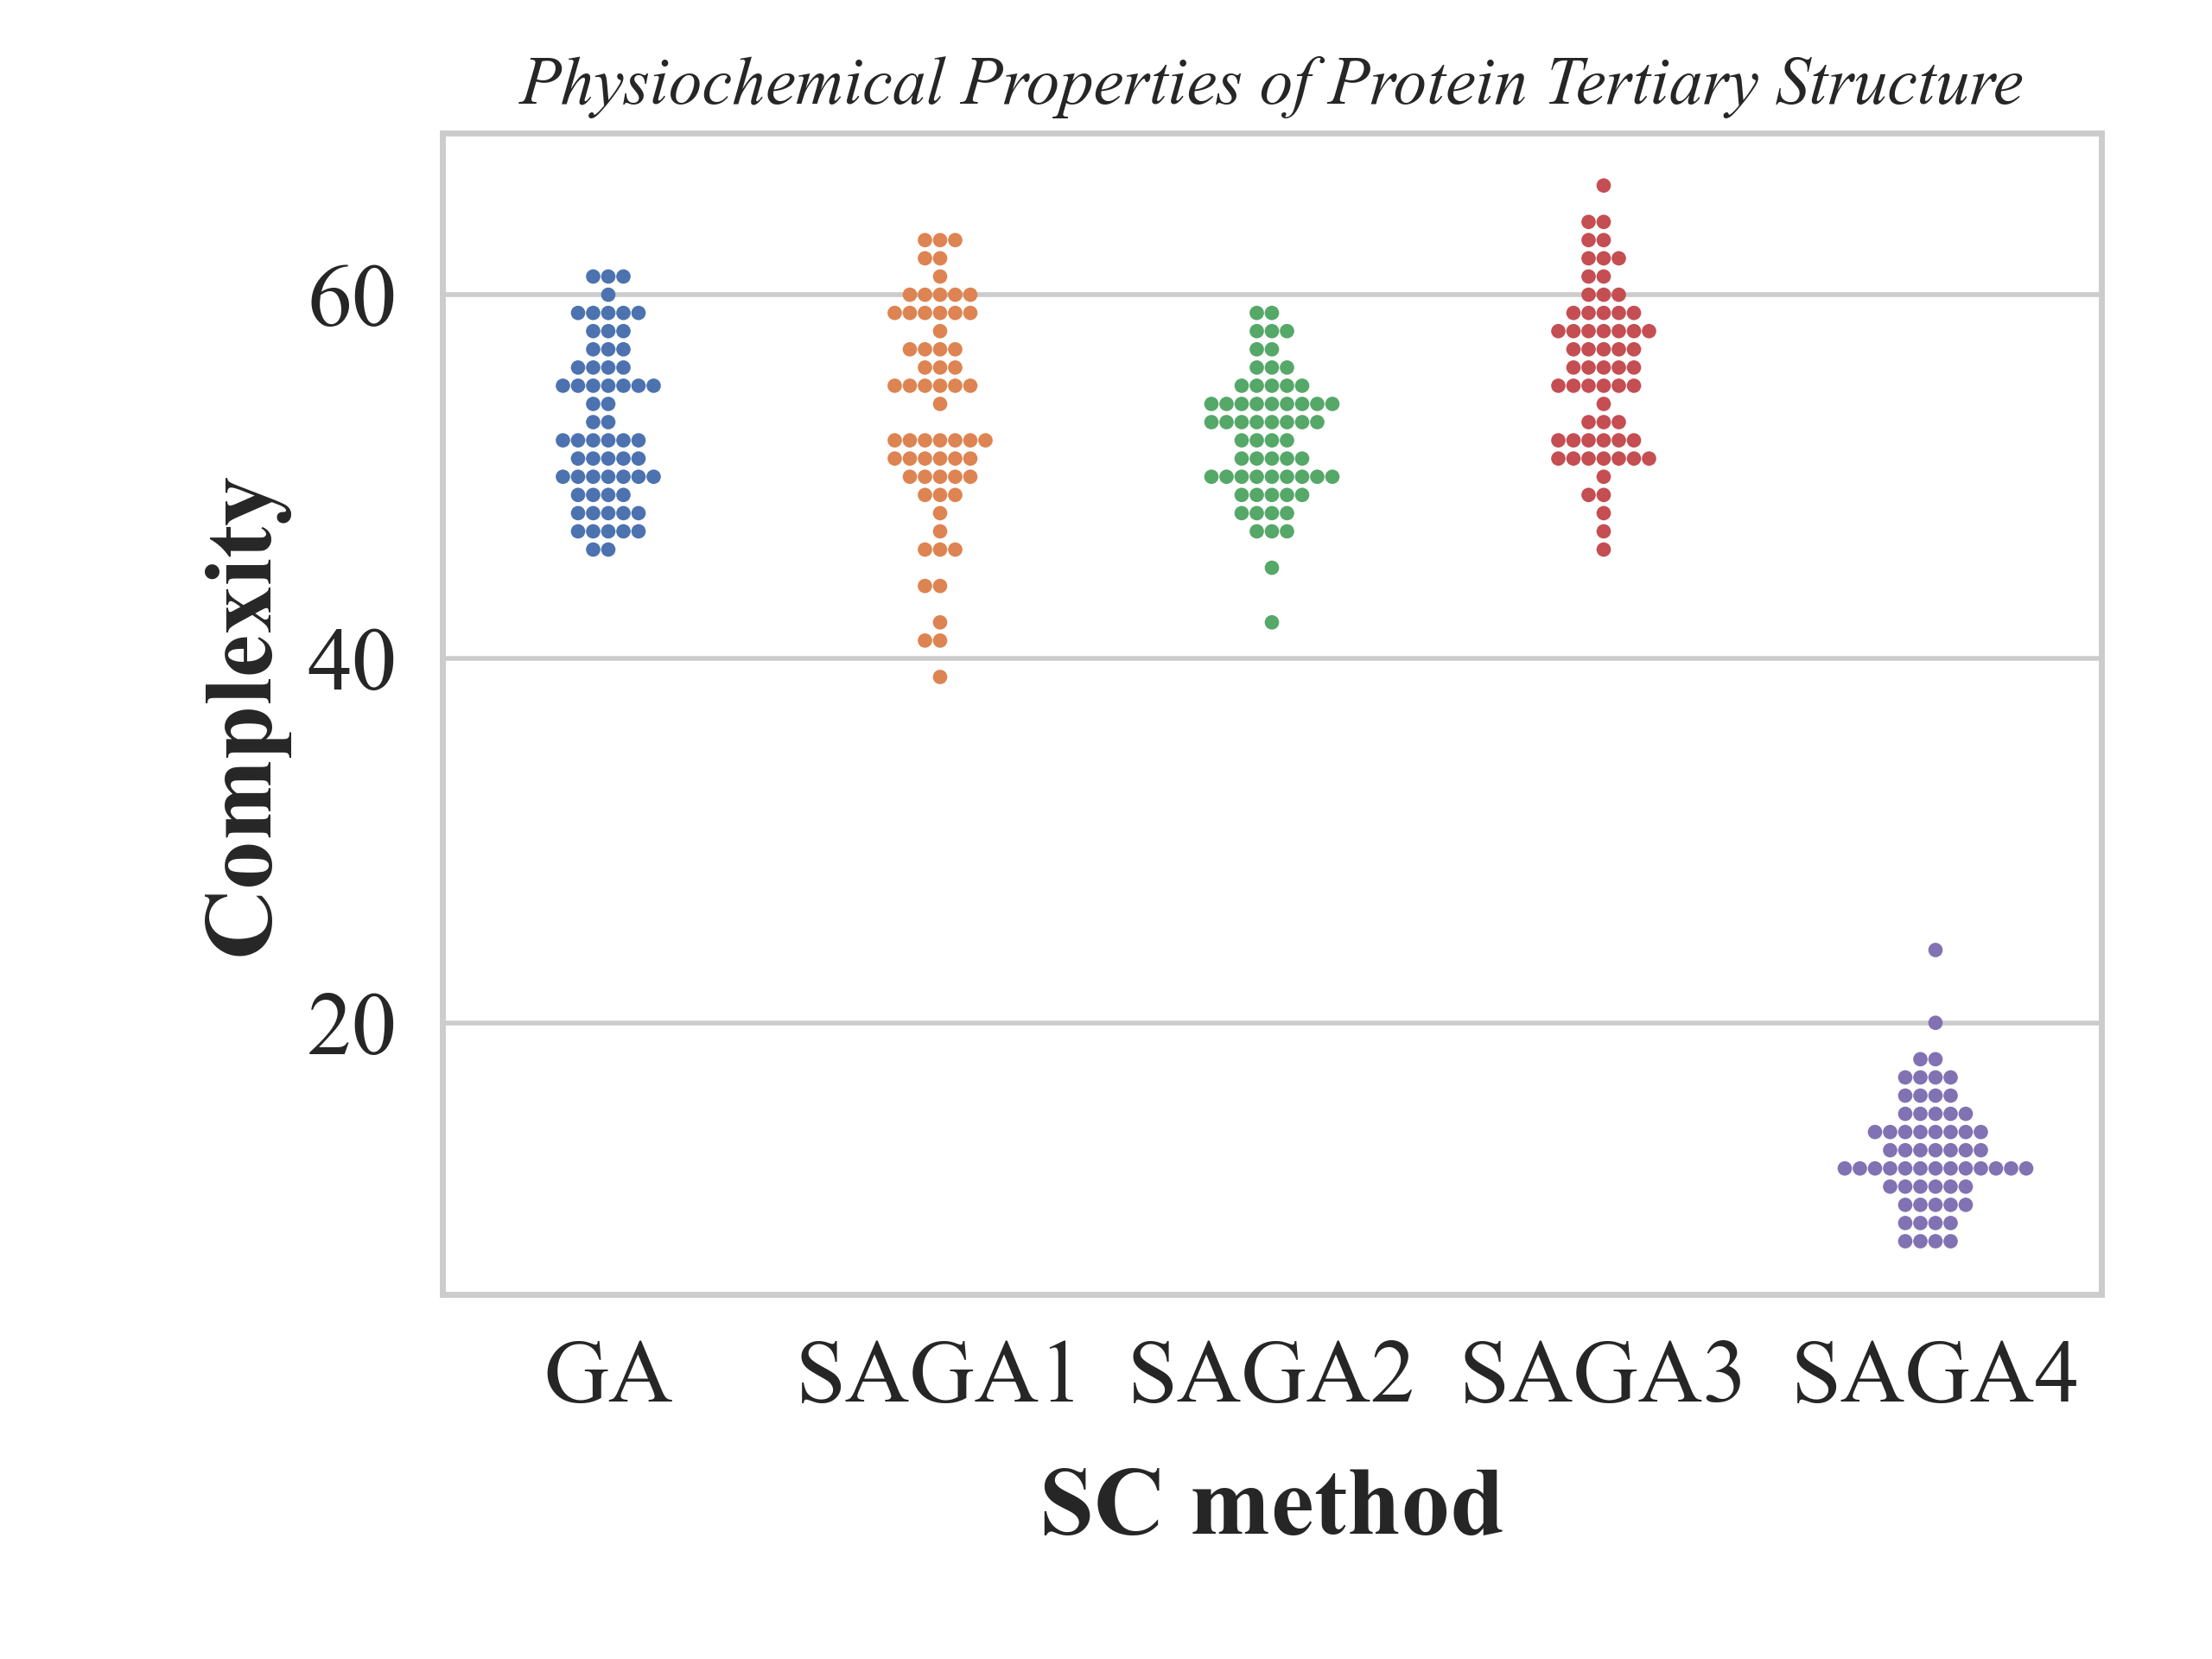 Physiochemical Properties of Protein Tertiary Structure
Complexity
60
40
20
GA SAGA1 SAGA2 SAGA3 SAGA4
SC method